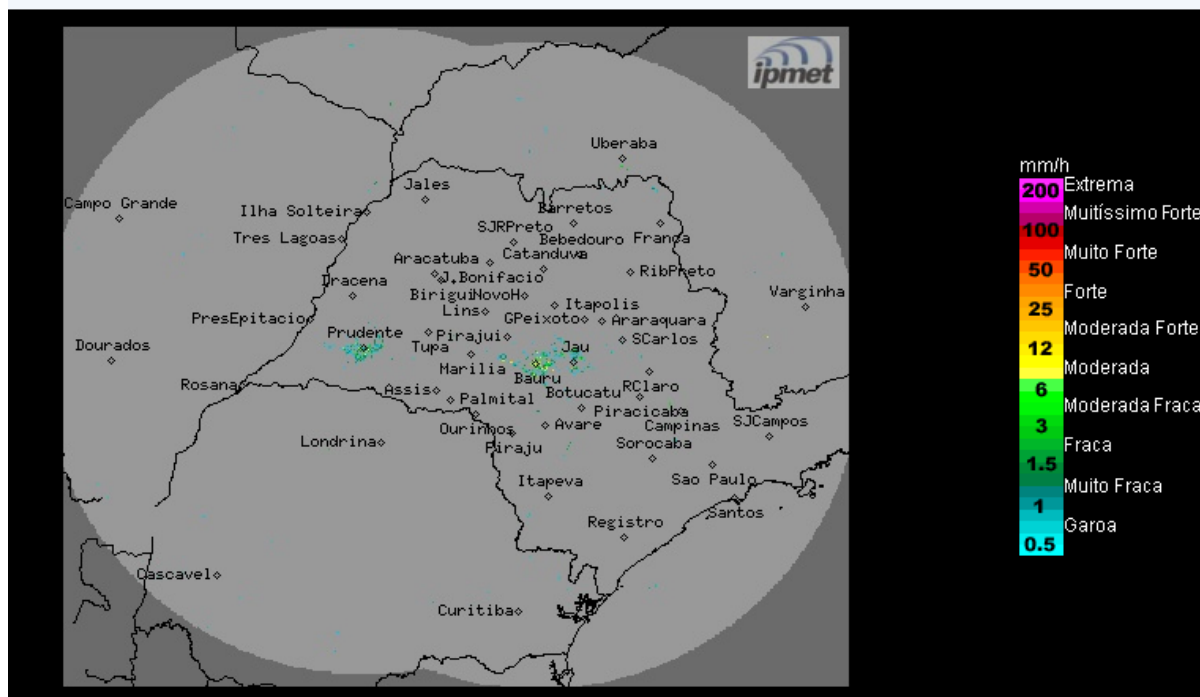 ipmet
Uberaba
Jales
Campo Grande
Ilha Solteira
Barretos
SJRPreto
Tres Lagoas
Bebedouro
Franca
Aracatuba
Catanduva
J.Bonifacio
RibPreto
Dracena
Birigui
NovoH
Itapolis
Varginha
Lins
PresEpitacio
GPeixoto
Araraquara
Prudente
Pirajui
SCarlos
Dourados
Tupa
Jau
Marilia
Bauru
Rosana
Assis
Botucatu
RClaro
Palmital
Piracicaba
Ourinhos
Avare
Campinas
SJCampos
Londrina
Piraju
Sorocaba
Itapeva
Sao Paulo
Registro
Santos
Cascavel
Curitiba
mm/h
200 Extrema
Muitíssimo Forte
100
Muito Forte
50
Forte
25
Moderada Forte
12
Moderada
6
Moderada Fraca
3
Fraca
1.5
Muito Fraca
1
Garoa
0.5